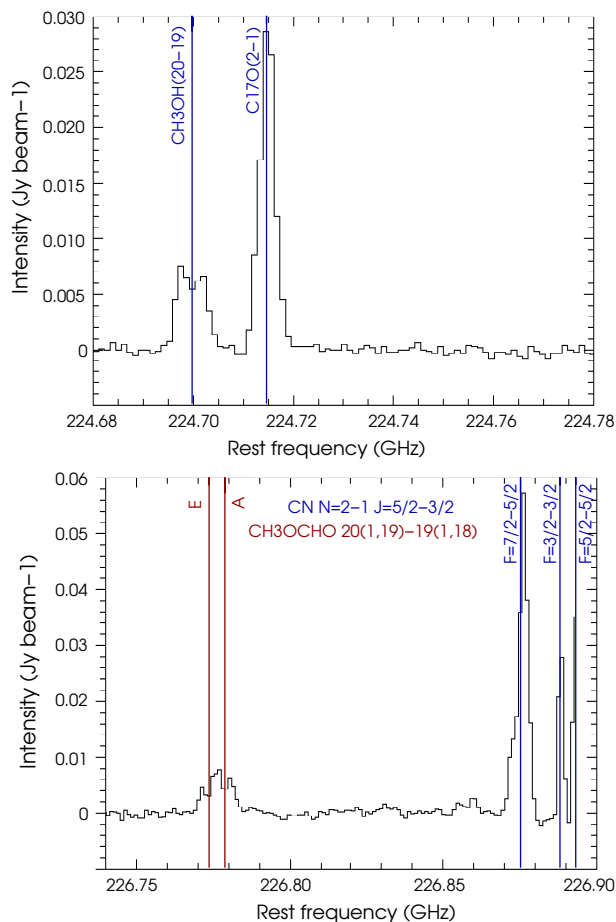 0.030
0.025
0.020
0.015
0.010
0.005
0
Intensity (Jy beam−1)
CH3OH(20−19)
C17O(2−1)
224.68
224.70
224.72
224.74
224.76
224.78
Rest frequency (GHz)
0.06
0.05
0.04
0.03
0.02
0.01
0
Intensity (Jy beam−1)
E
A
CN N=2−1 J=5/2−3/2
CH3OCHO 20(1,19)−19(1,18)
F=7/2−5/2
F=3/2−3/2
F=5/2−5/2
226.75
226.80
226.85
226.90
Rest frequency (GHz)